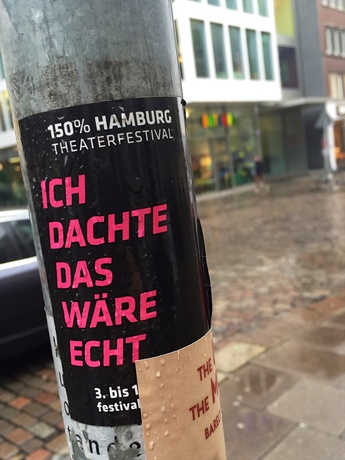 150% HAMBURG
THEATERFESTIVAL
ICH
DACHTE
DAS
WÄRE
ECHT
3. bis 1
festival
THE
THE M